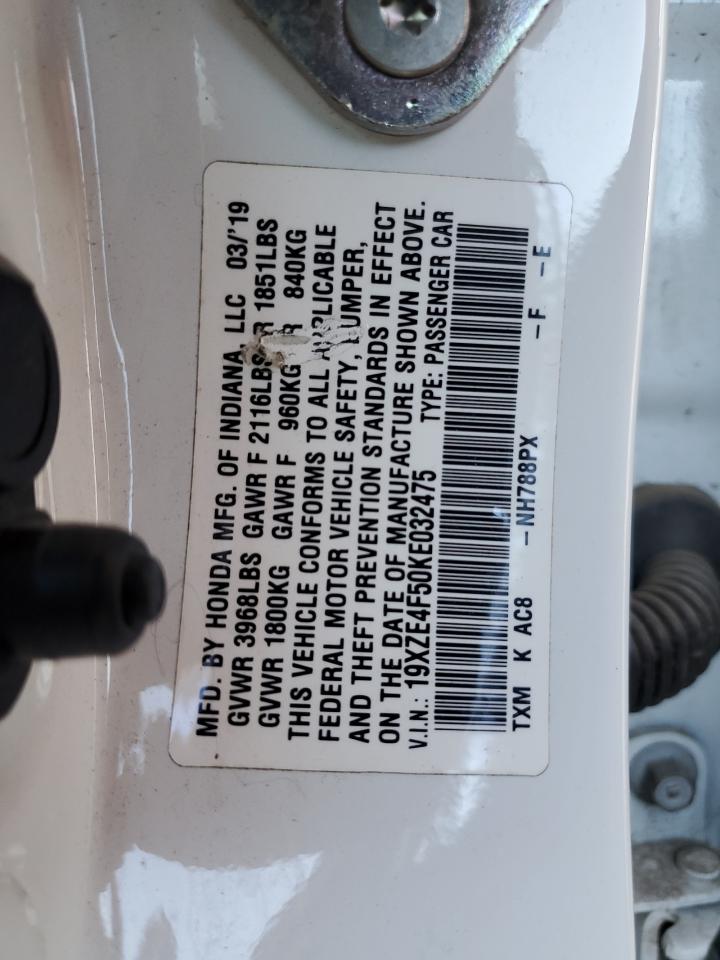 MFD. BY HONDA MFG. OF INDIANA, LLC 03/'19
GVWR 3968LBS GAWR F 2116LBS R 1851LBS
GVWR 1800KG GAWR F 960KG R 840KG
THIS VEHICLE CONFORMS TO ALL APPLICABLE
FEDERAL MOTOR VEHICLE SAFETY, BUMPER,
AND THEFT PREVENTION STANDARDS IN EFFECT
ON THE DATE OF MANUFACTURE SHOWN ABOVE.
V.I.N.: 19XZE4F50KE032475 TYPE: PASSENGER CAR
TXM K AC8 -NH788PX -F -E